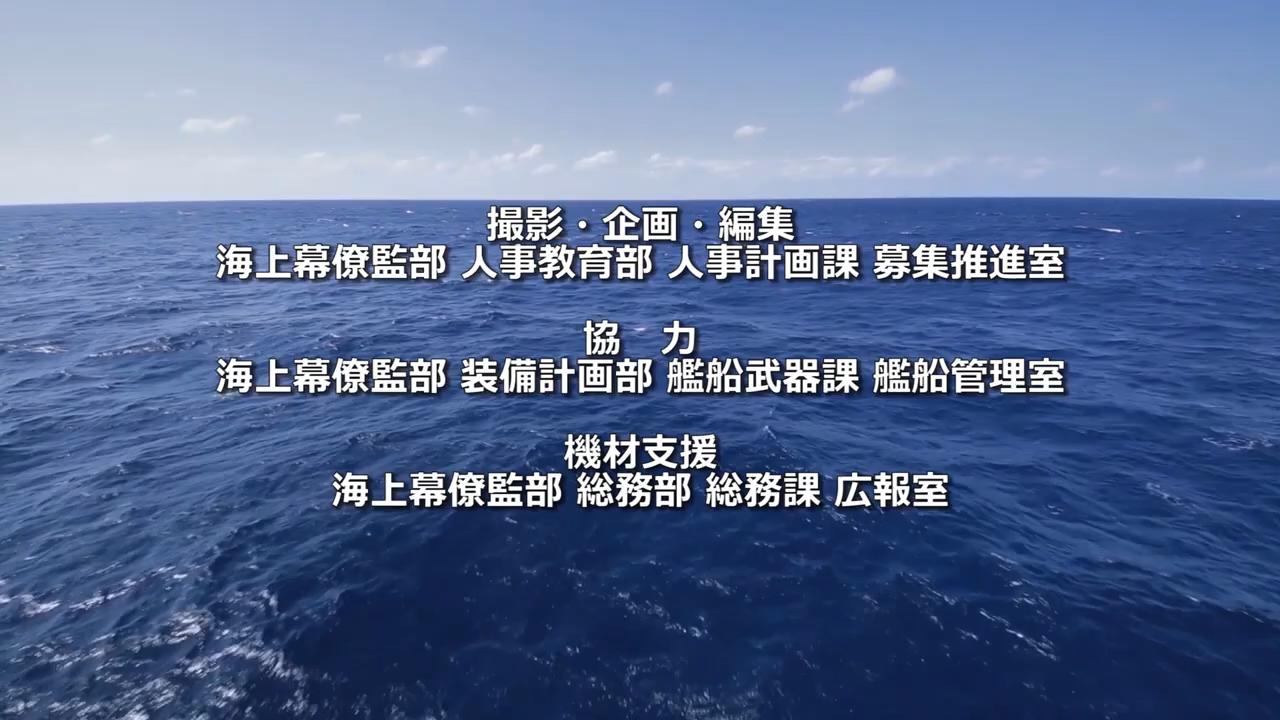 撮影・企画・編集
海上幕僚監部 人事教育部 人事計画課 募集推進室
協　力
海上幕僚監部 装備計画部 艦船武器課 艦船管理室
機材支援
海上幕僚監部 総務部 総務課 広報室